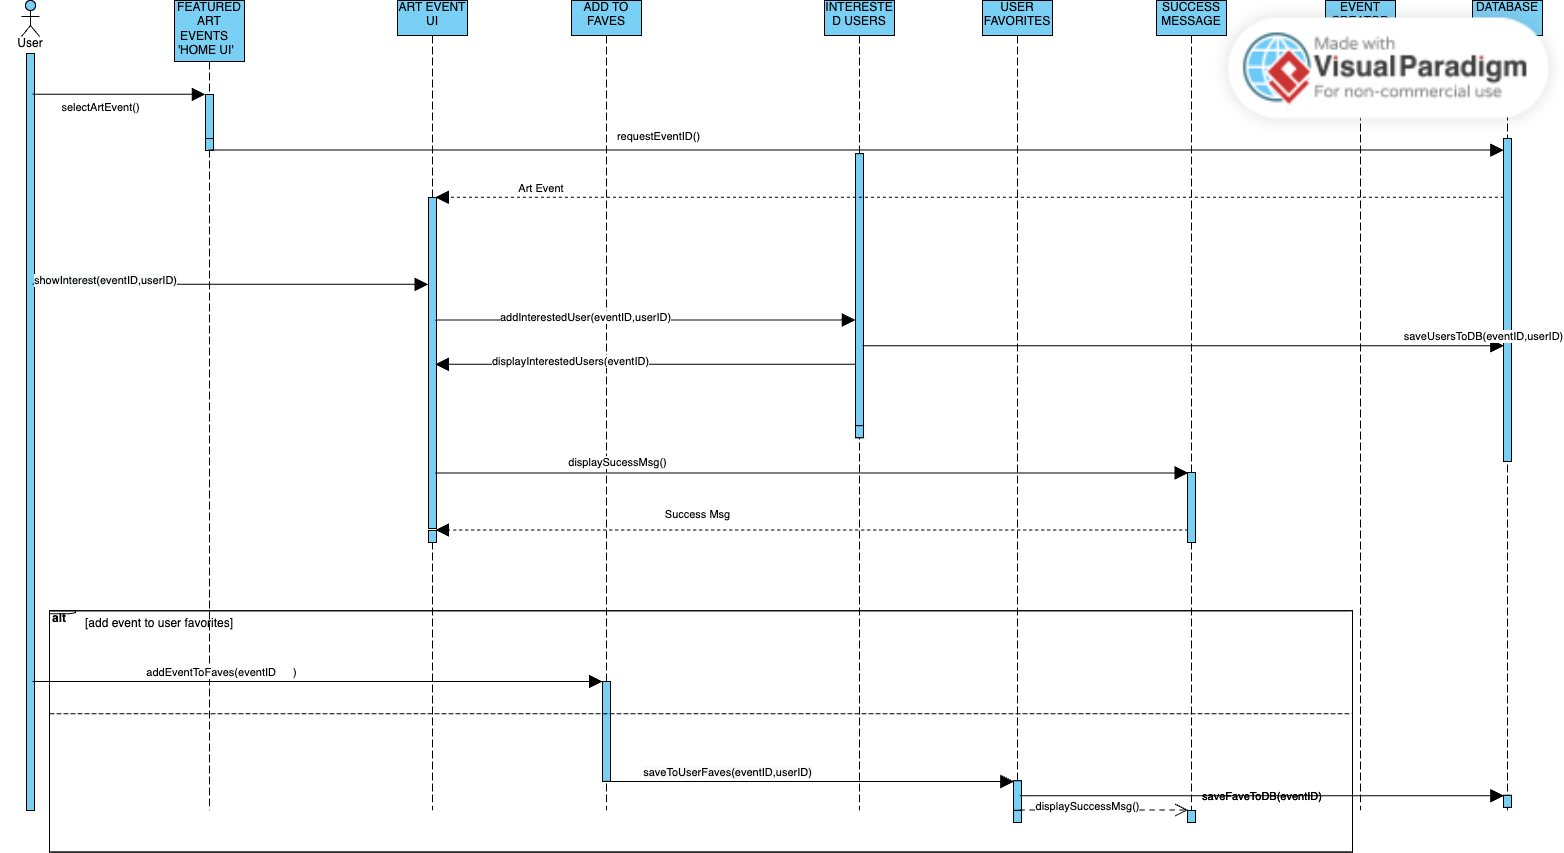 FEATURED
ART
EVENTS
'HOME UI'
ART EVENT
UI
ADD TO
FAVES
INTERESTE
D USERS
USER
FAVORITES
SUCCESS
MESSAGE
EVENT
CREATOR
DATABASE
User
Made with
Visual Paradigm
For non-commercial use
selectArtEvent()
requestEventID()
Art Event
showInterest(eventID,userID)
addInterestedUser(eventID,userID)
saveUsersToDB(eventID,userID)
displayInterestedUsers(eventID)
displaySucessMsg()
Success Msg
alt
[add event to user favorites]
addEventToFaves(eventID )
saveToUserFaves(eventID,userID)
saveFaveToDB(eventID)
displaySuccessMsg()